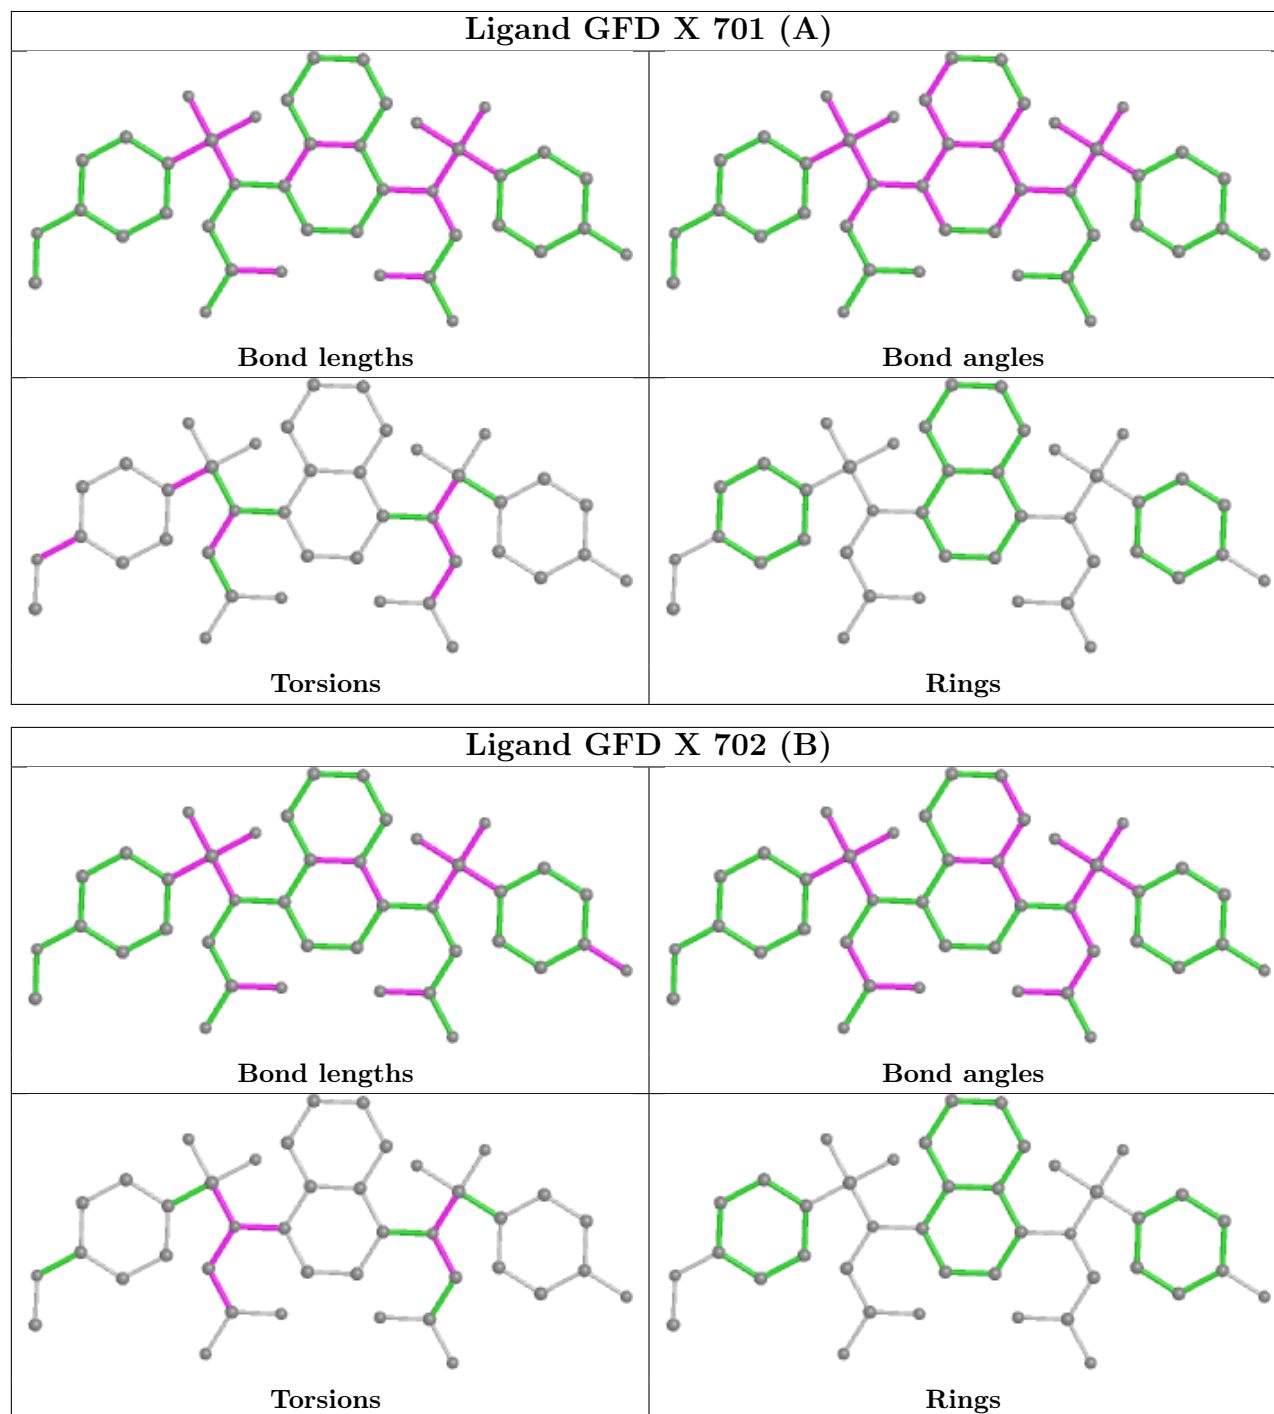 Ligand GFD X 701 (A)
Bond lengths
Bond angles
Torsions
Rings
Ligand GFD X 702 (B)
Bond lengths
Bond angles
Torsions
Rings